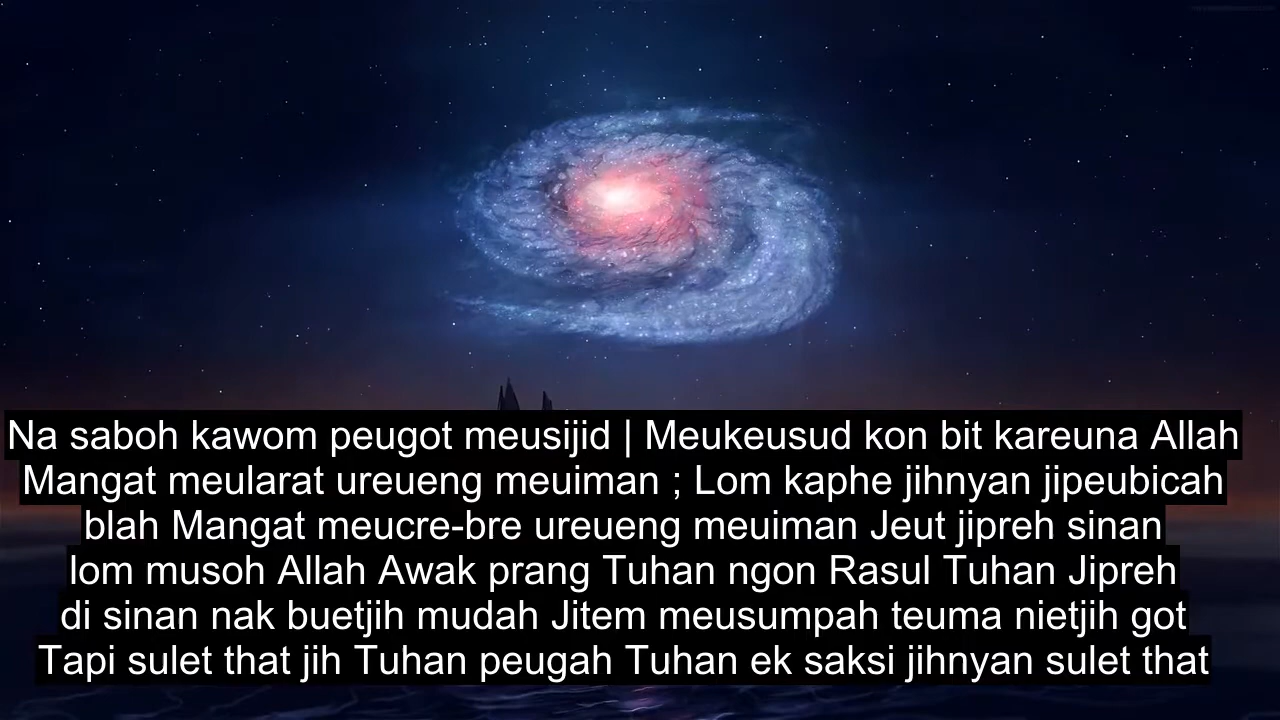 Na saboh kawom peugot meusijid | Meukeusud kon bit kareuna Allah
Mangat meularat ureueng meuiman ; Lom kaphe jihnyan jipeubicah
blah Mangat meucre-bre ureueng meuiman Jeut jipreh sinan
lom musoh Allah Awak prang Tuhan ngon Rasul Tuhan Jipreh
di sinan nak buetjih mudah Jitem meusumpah teuma nietjih got
Tapi sulet that jih Tuhan peugah Tuhan ek saksi jihnyan sulet that